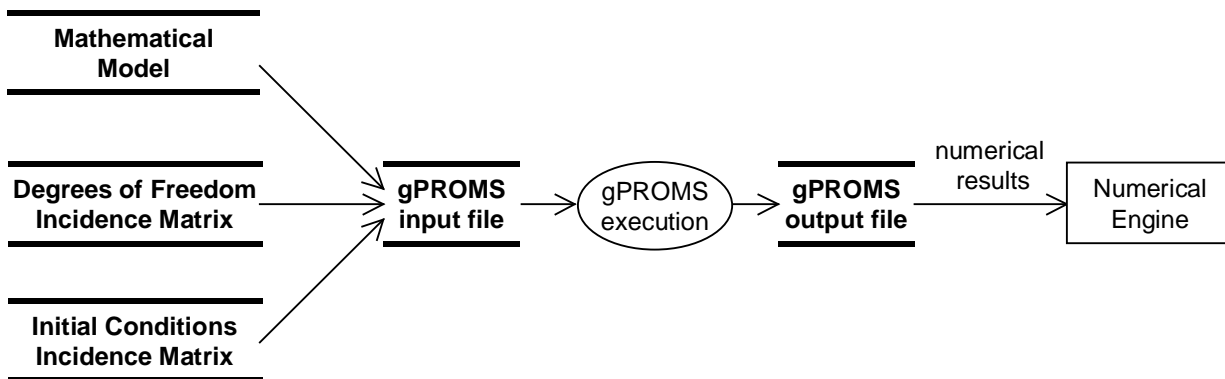 Mathematical
Model
Degrees of Freedom
Incidence Matrix
Initial Conditions
Incidence Matrix
gPROMS
input file
gPROMS
execution
gPROMS
output file
numerical
results
Numerical
Engine